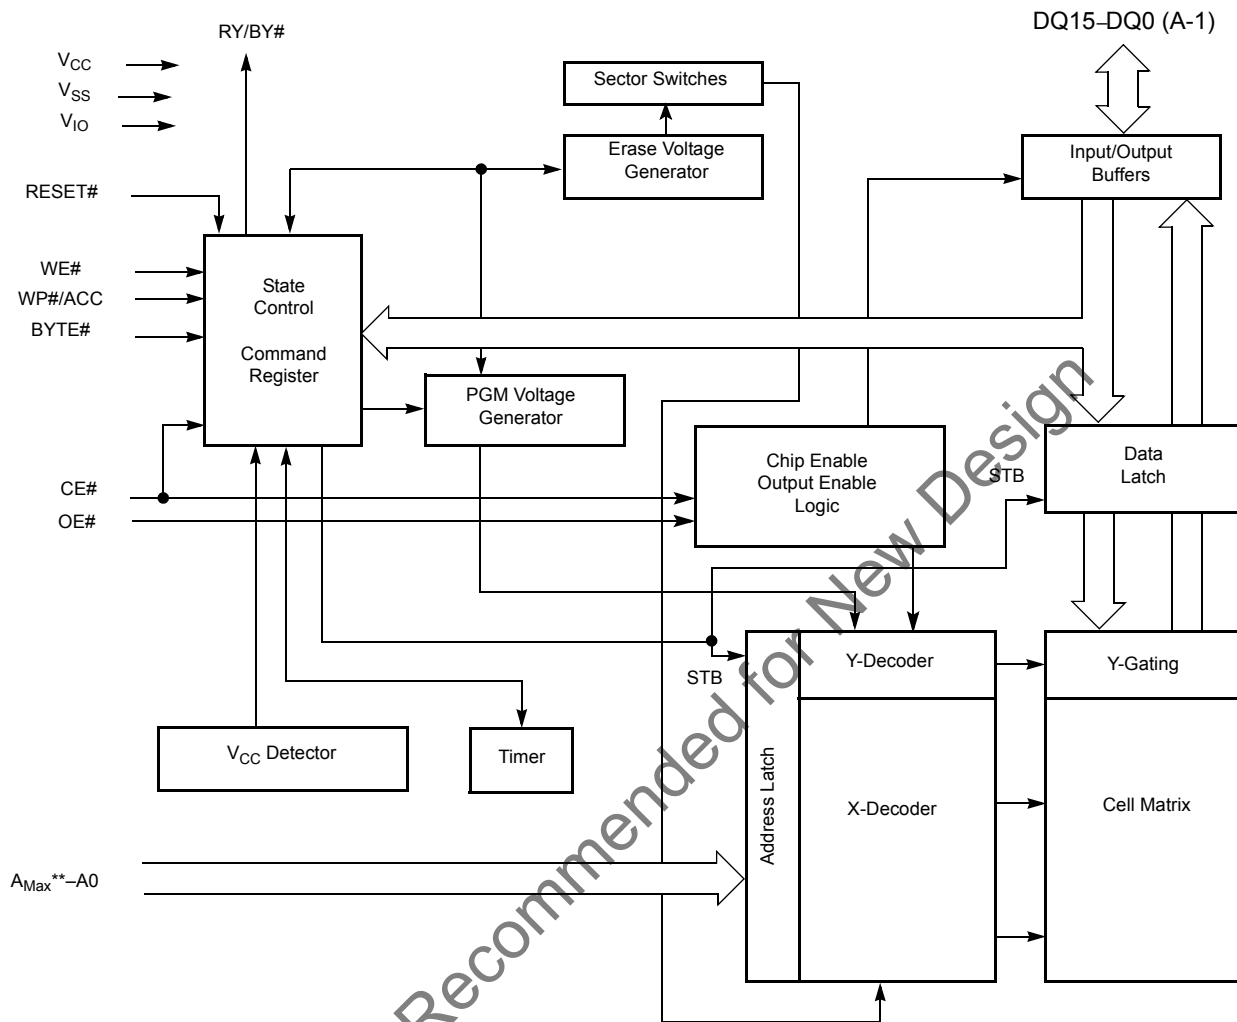 RY/BY#
DQ15–DQ0 (A-1)
VCC
VSS
VIO
Sector Switches
Erase Voltage
Generator
Input/Output
Buffers
RESET#
WE#
WP#/ACC
BYTE#
State
Control
Command
Register
PGM Voltage
Generator
Chip Enable
Output Enable
Logic
STB
Data
Latch
CE#
OE#
STB
Y-Decoder
Y-Gating
VCC Detector
Timer
Address Latch
X-Decoder
Cell Matrix
AMax**–A0
Recommended for New Design